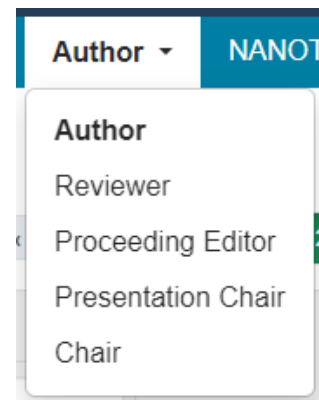 Author NANOT
Author
Reviewer
Proceeding Editor
Presentation Chair
Chair